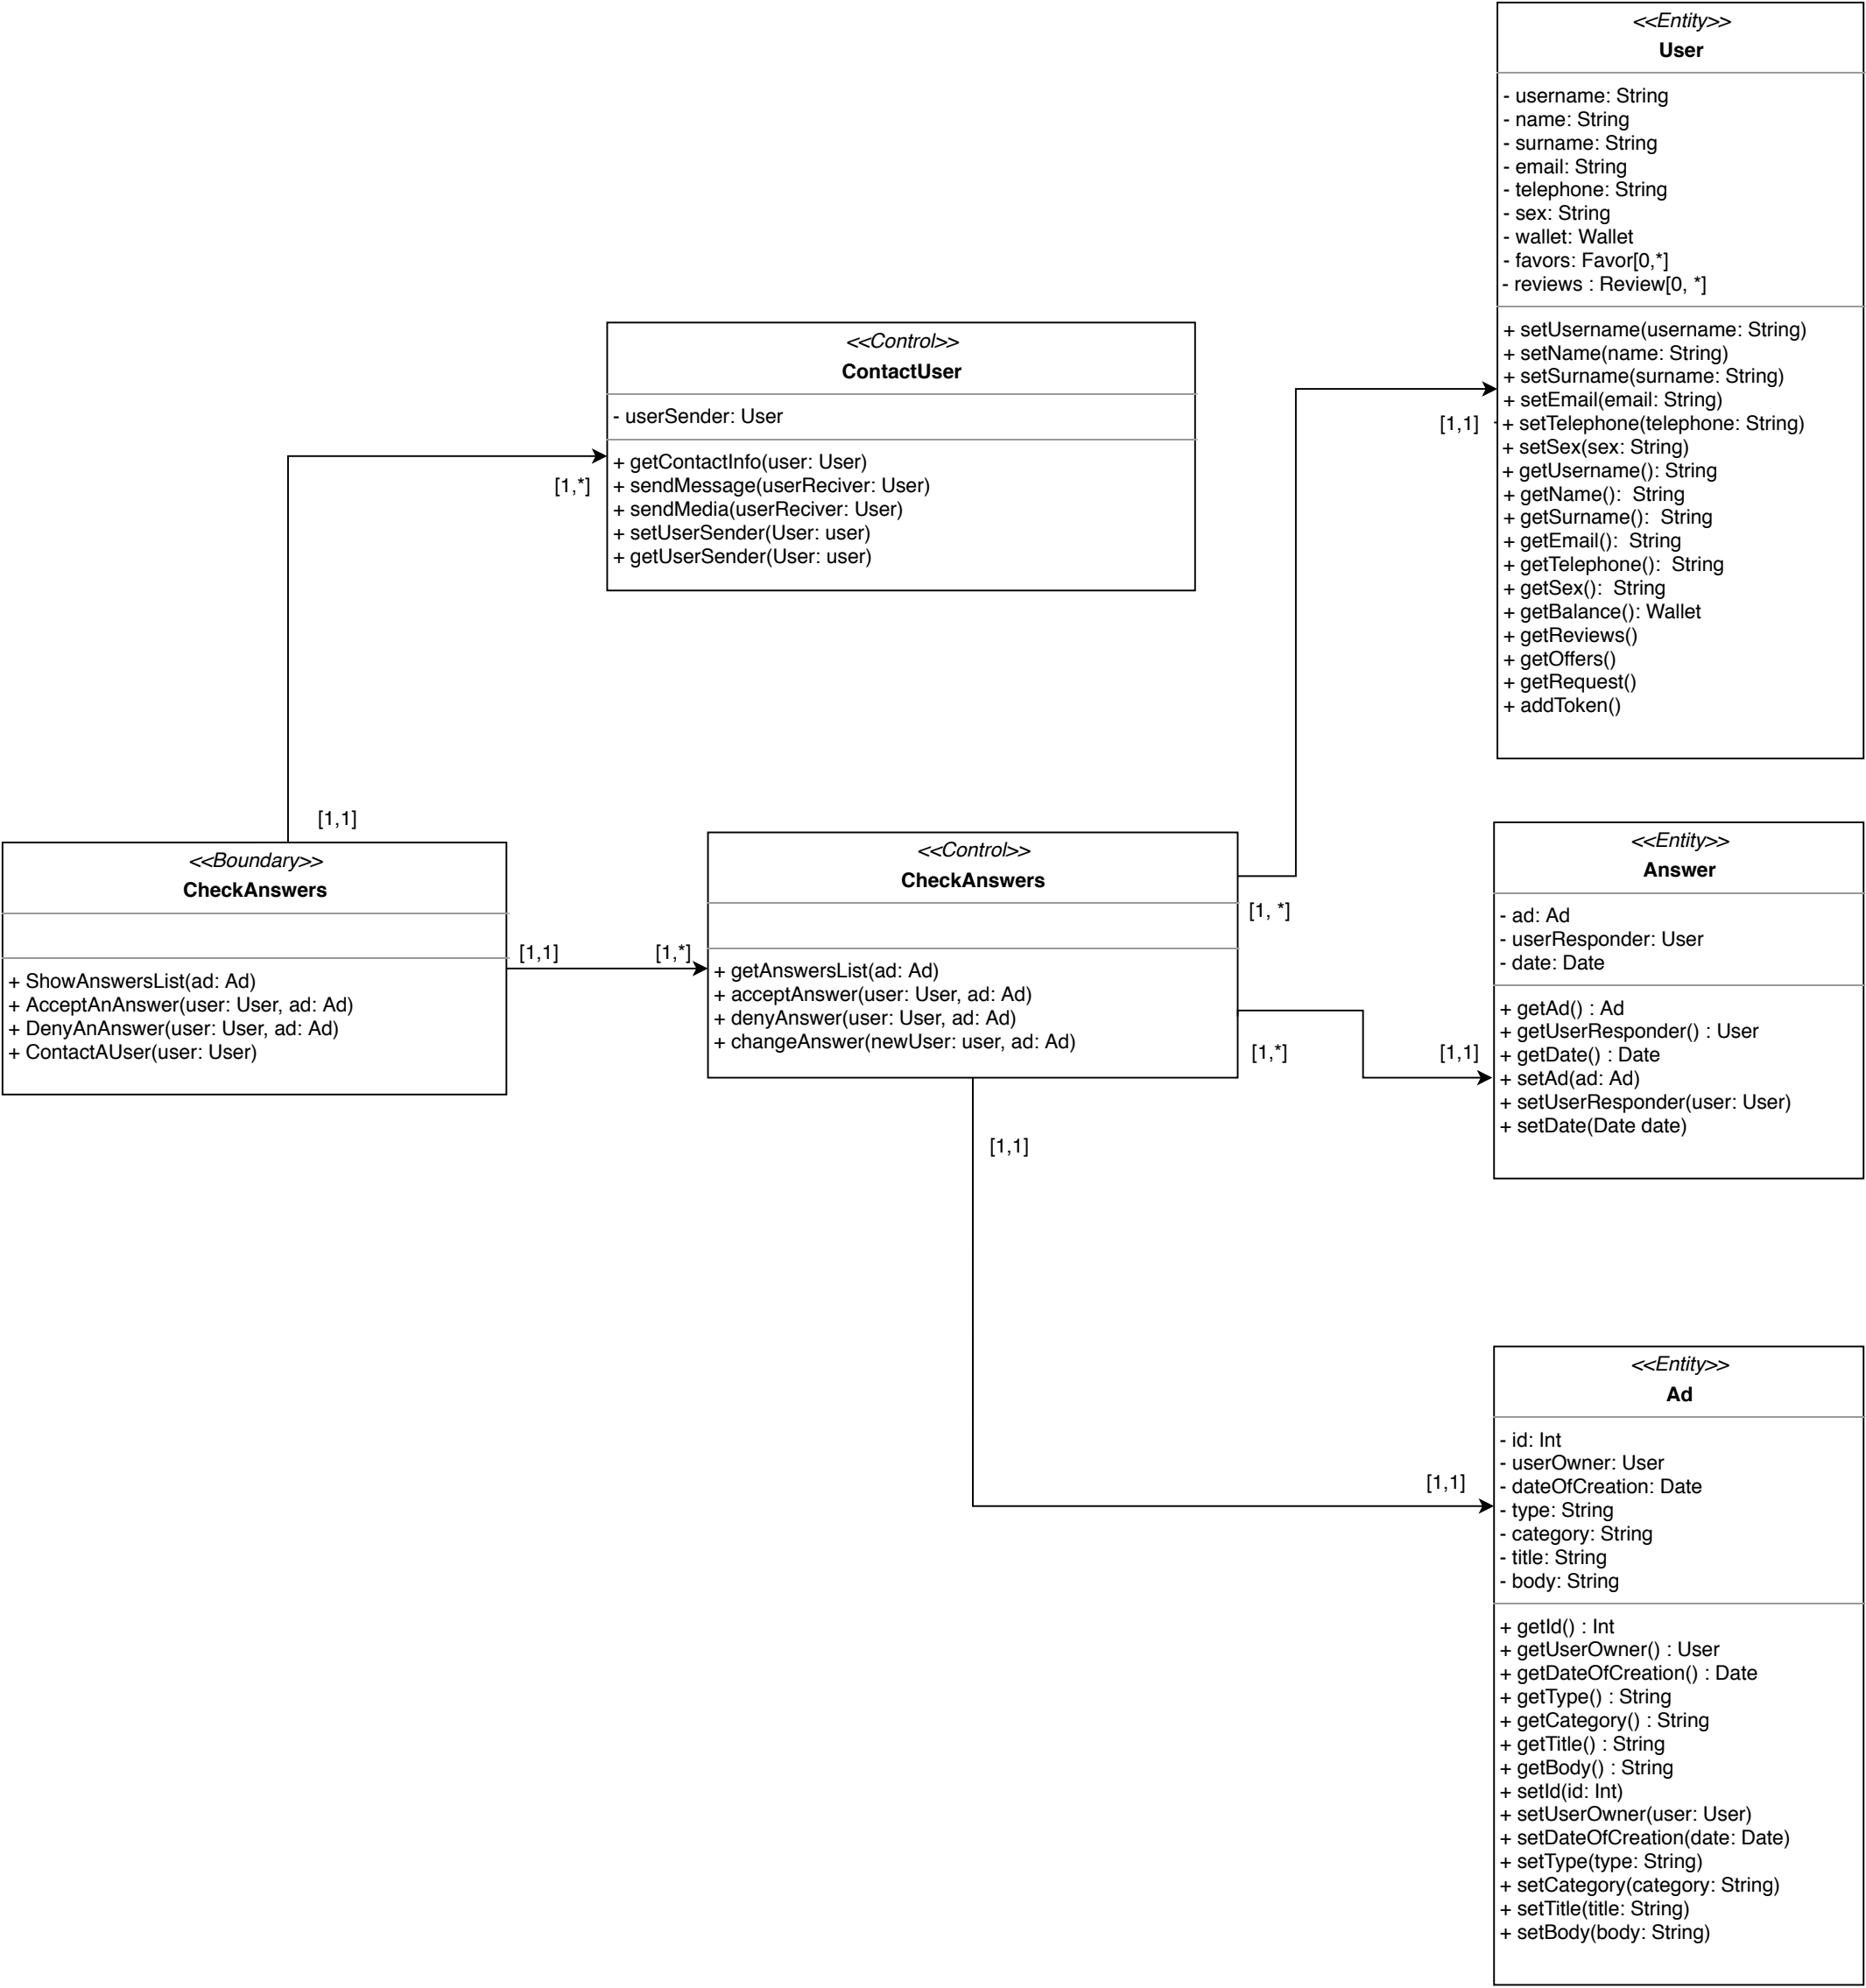 <<Entity>>
User
- username: String
- name: String
- surname: String
- email: String
- telephone: String
- sex: String
- wallet: Wallet
- favors: Favor[0,*]
- reviews : Review[0, *]
+ setUsername(username: String)
+ setName(name: String)
+ setSurname(surname: String)
+ setEmail(email: String)
+ setTelephone(telephone: String)
+ setSex(sex: String)
+ getUsername(): String
+ getName():  String
+ getSurname():  String
+ getEmail():  String
+ getTelephone():  String
+ getSex():  String
+ getBalance(): Wallet
+ getReviews()
+ getOffers()
+ getRequest()
+ addToken()
[1,1]
<<Control>>
ContactUser
- userSender: User
+ getContactInfo(user: User)
+ sendMessage(userReciver: User)
+ sendMedia(userReciver: User)
+ setUserSender(User: user)
+ getUserSender(User: user)
[1,*]
[1,1]
<<Boundary>>
CheckAnswers
+ ShowAnswersList(ad: Ad)
+ AcceptAnAnswer(user: User, ad: Ad)
+ DenyAnAnswer(user: User, ad: Ad)
+ ContactAUser(user: User)
[1,1]
[1,*]
<<Control>>
CheckAnswers
+ getAnswersList(ad: Ad)
+ acceptAnswer(user: User, ad: Ad)
+ denyAnswer(user: User, ad: Ad)
+ changeAnswer(newUser: user, ad: Ad)
[1, *]
[1,*]
[1,1]
[1,1]
<<Entity>>
Answer
- ad: Ad
- userResponder: User
- date: Date
+ getAd() : Ad
+ getUserResponder() : User
+ getDate() : Date
+ setAd(ad: Ad)
+ setUserResponder(user: User)
+ setDate(Date date)
[1,1]
<<Entity>>
Ad
- id: Int
- userOwner: User
- dateOfCreation: Date
- type: String
- category: String
- title: String
- body: String
+ getId() : Int
+ getUserOwner() : User
+ getDateOfCreation() : Date
+ getType() : String
+ getCategory() : String
+ getTitle() : String
+ getBody() : String
+ setId(id: Int)
+ setUserOwner(user: User)
+ setDateOfCreation(date: Date)
+ setType(type: String)
+ setCategory(category: String)
+ setTitle(title: String)
+ setBody(body: String)